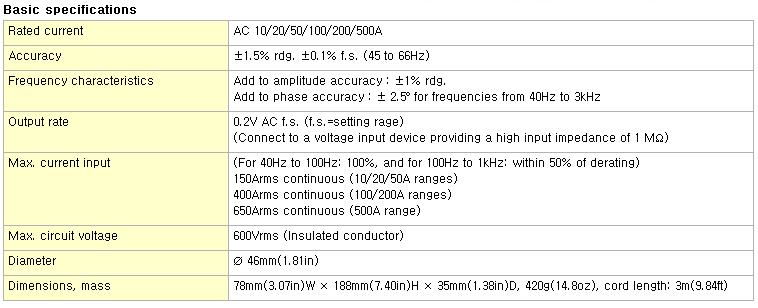 Basic specifications
Rated current AC 10/20/50/100/200/500A
Accuracy ±1.5% rdg. ±0.1% f.s. (45 to 66Hz)
Frequency characteristics Add to amplitude accuracy : ±1% rdg.
Add to phase accuracy : ± 2.5° for frequencies from 40Hz to 3kHz
Output rate 0.2V AC f.s. (f.s.=setting rage)
(Connect to a voltage input device providing a high input impedance of 1 MΩ)
Max. current input (For 40Hz to 100Hz: 100%, and for 100Hz to 1kHz: within 50% of derating)
150Arms continuous (10/20/50A ranges)
400Arms continuous (100/200A ranges)
650Arms continuous (500A range)
Max. circuit voltage 600Vrms (Insulated conductor)
Diameter Ø 46mm(1.81in)
Dimensions, mass 78mm(3.07in)W × 188mm(7.40in)H × 35mm(1.38in)D, 420g(14.8oz), cord length: 3m(9.84ft)